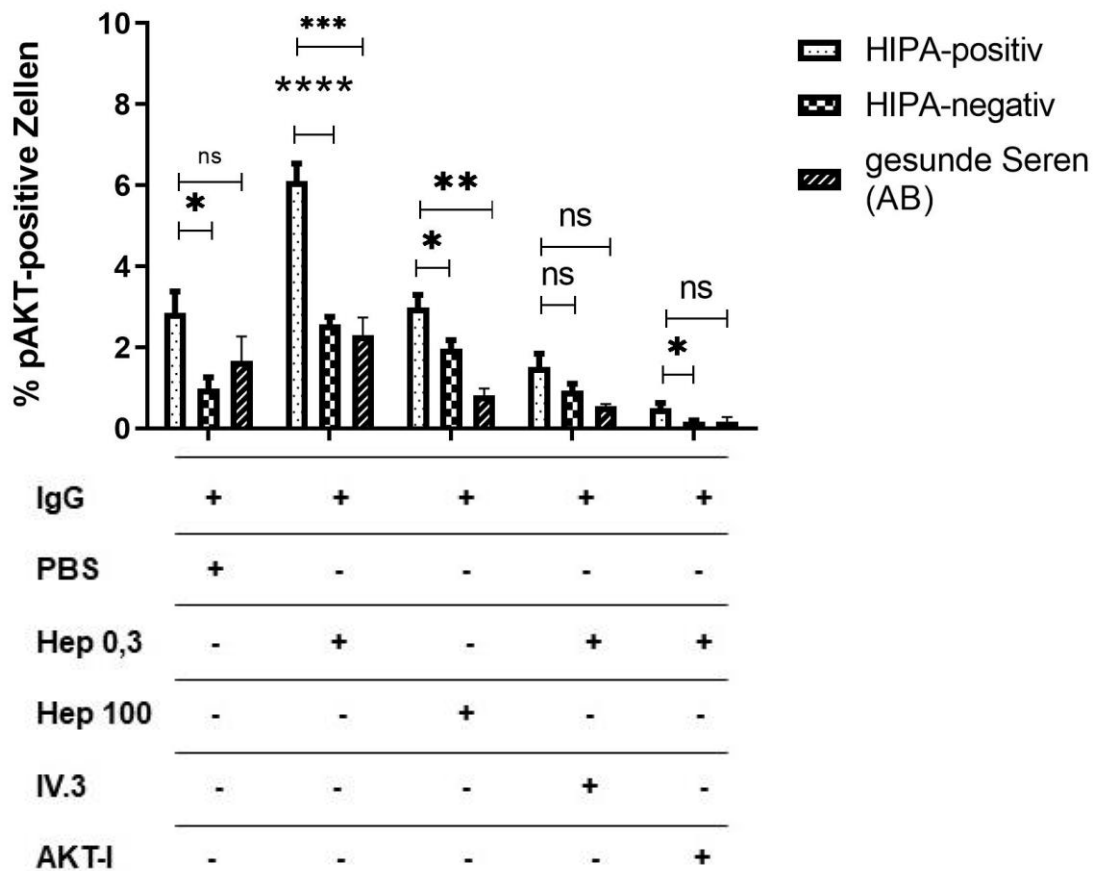 % pAKT-positive Zellen
10
8
6
4
2
0
ns
*
***
****
**
*
ns
ns
ns
*
HIPA-positiv
HIPA-negativ
gesunde Seren
(AB)
IgG + + + + +
PBS + - - - -
Hep 0,3 - + - + +
Hep 100 - - + - -
IV.3 - - - + -
AKT-I - - - - +